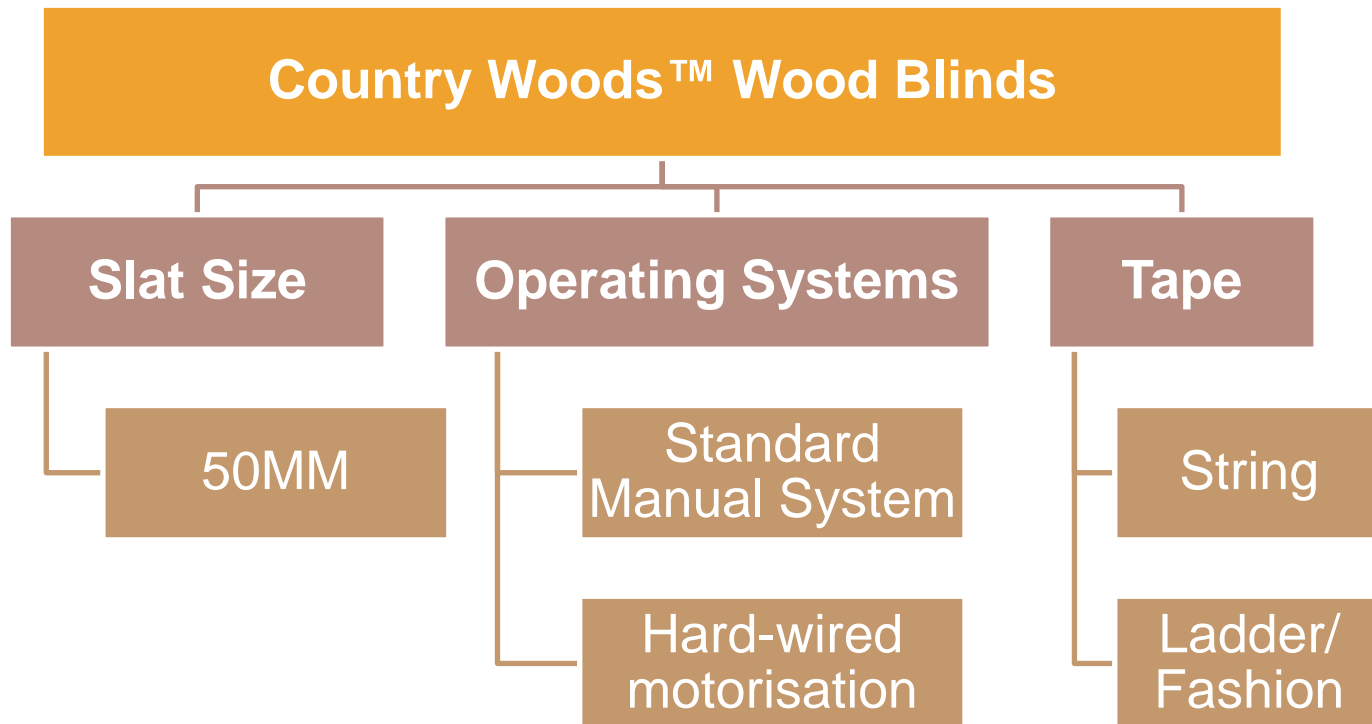 Country Woods™ Wood Blinds
Slat Size
Operating Systems
Tape
50MM
Standard
Manual System
String
Hard-wired
motorisation
Ladder/
Fashion